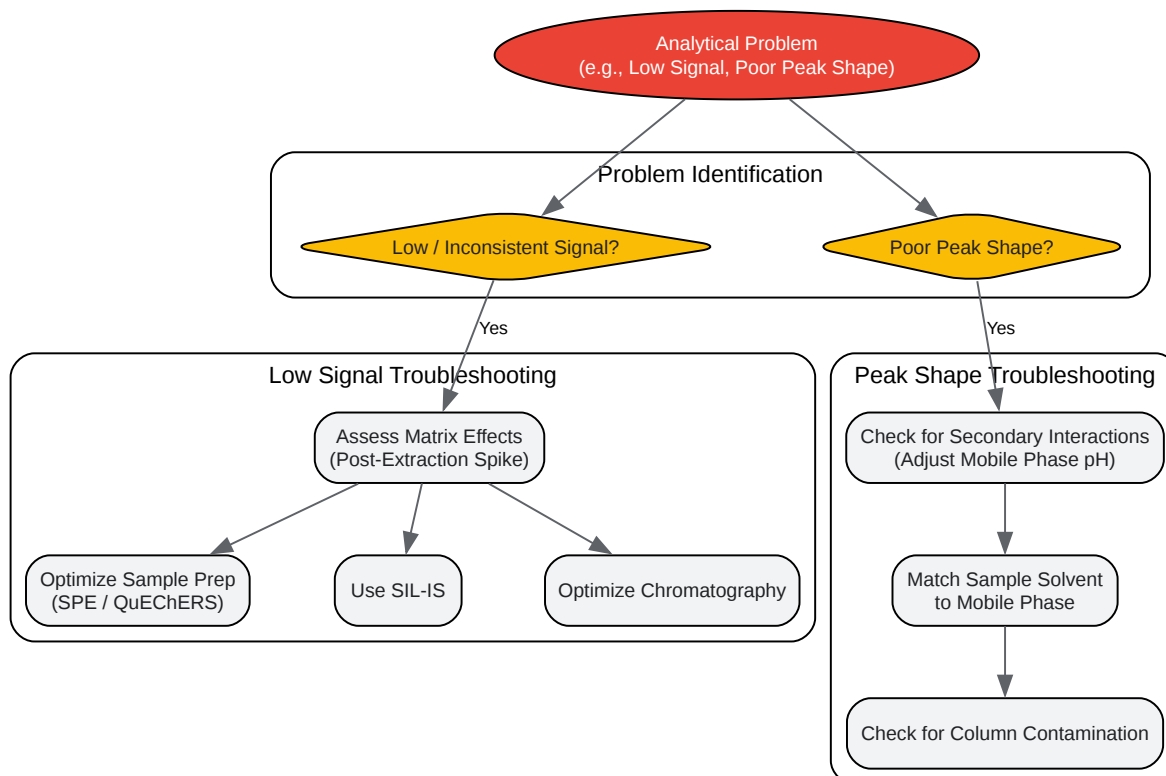 Analytical Problem
(e.g., Low Signal, Poor Peak Shape)
Problem Identification
Low / Inconsistent Signal?
Poor Peak Shape?
Yes
Yes
Low Signal Troubleshooting
Peak Shape Troubleshooting
Assess Matrix Effects
(Post-Extraction Spike)
Check for Secondary Interactions
(Adjust Mobile Phase pH)
Optimize Sample Prep
(SPE / QuEChERS)
Use SIL-IS
Optimize Chromatography
Match Sample Solvent
to Mobile Phase
Check for Column Contamination